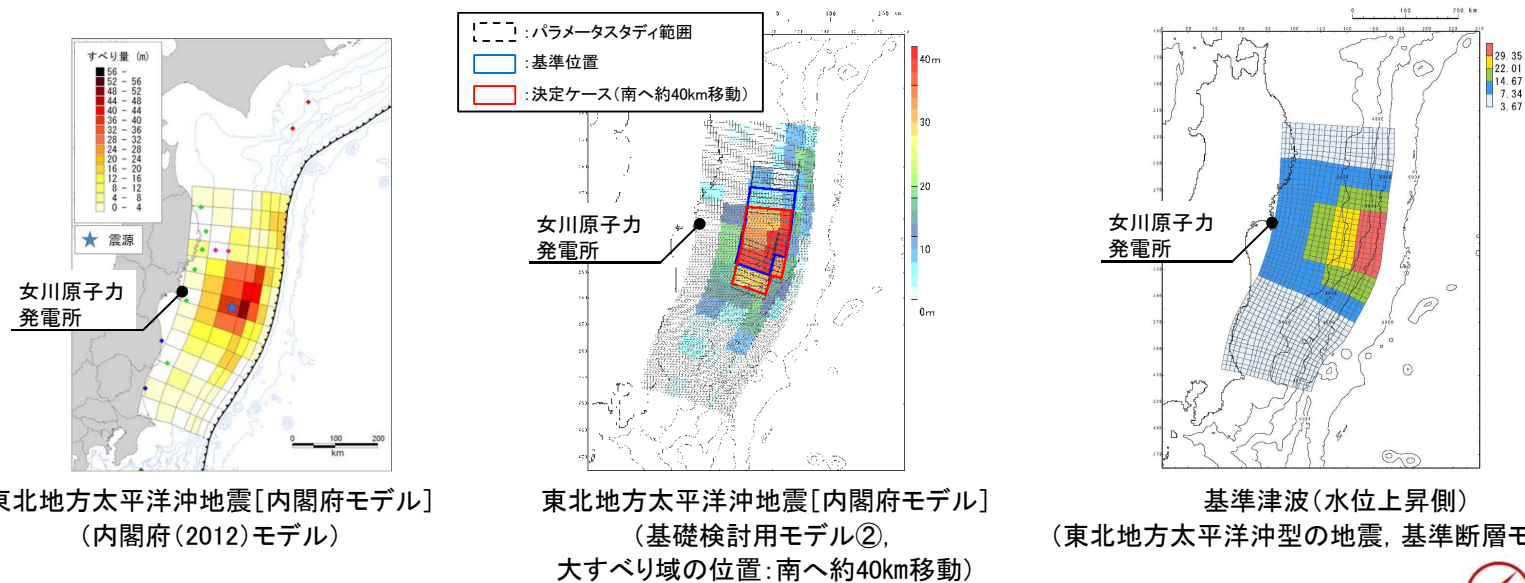 すべり量 (m)
56 -
52 - 56
48 - 52
44 - 48
40 - 44
36 - 40
32 - 36
28 - 32
24 - 28
20 - 24
16 - 20
12 - 16
8 - 12
4 - 8
0 - 4
震源
女川原子力
発電所
0 100 200
km
東北地方太平洋沖地震[内閣府モデル]
(内閣府(2012)モデル)
:パラメータスタディ範囲
:基準位置
:決定ケース(南へ約40km移動)
女川原子力
発電所
40m
30
20
10
0m
東北地方太平洋沖地震[内閣府モデル]
(基礎検討用モデル②,
大すべり域の位置:南へ約40km移動)
0 100 200 km
女川原子力
発電所
29.35
22.01
14.67
7.34
3.67
基準津波(水位上昇側)
(東北地方太平洋沖型の地震, 基準断層モ